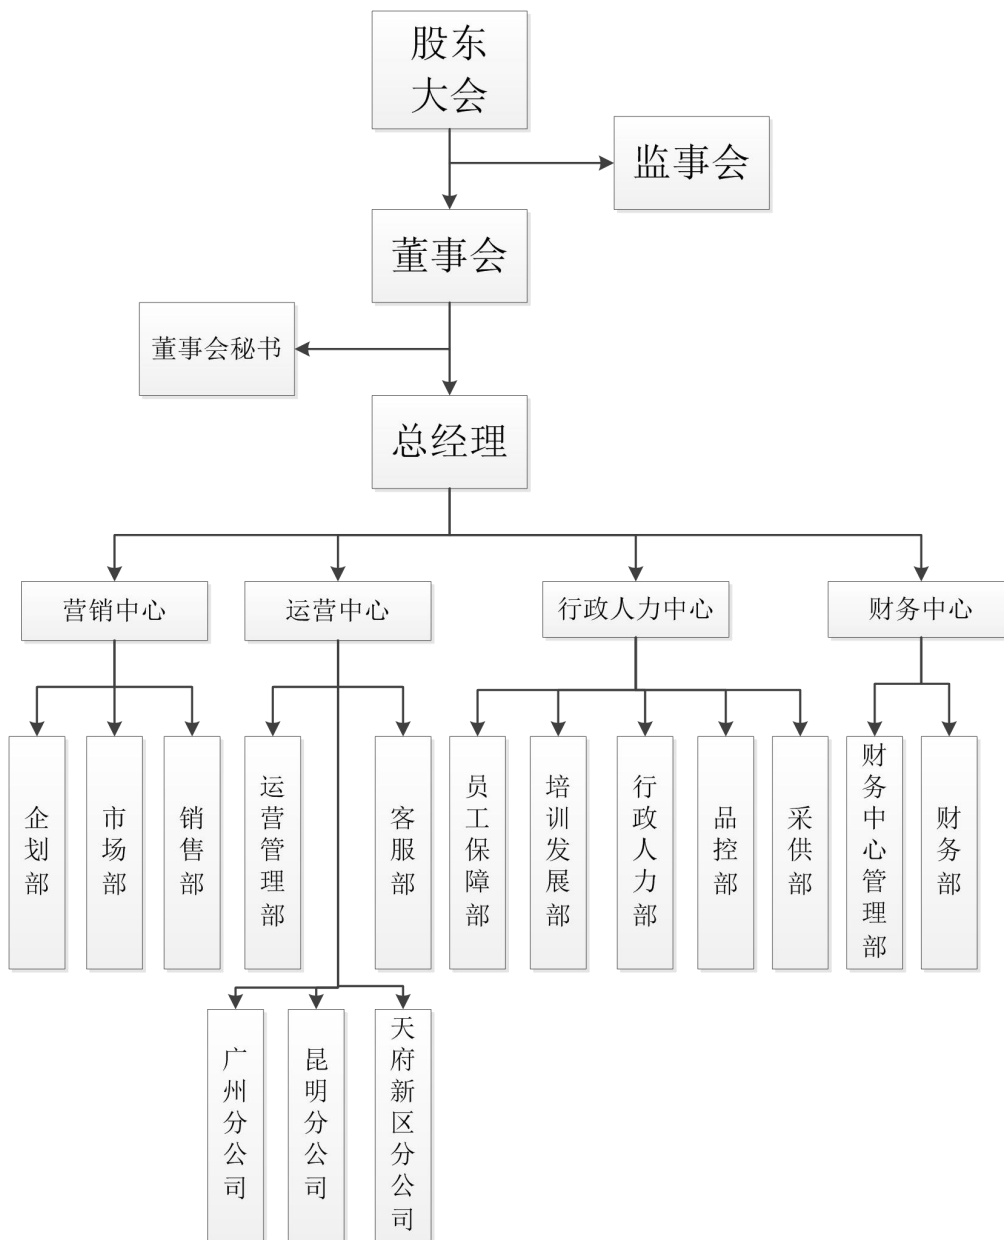 股东
大会
监事会
董事会
董事会秘书
总经理
营销中心
运营中心
行政人力中心
财务中心
企划部
市场部
销售部
运营管理部
客服部
员工保障部
培训发展部
行政人力部
品控部
采供部
财务中心管理部
财务部
广州分公司
昆明分公司
天府新区分公司